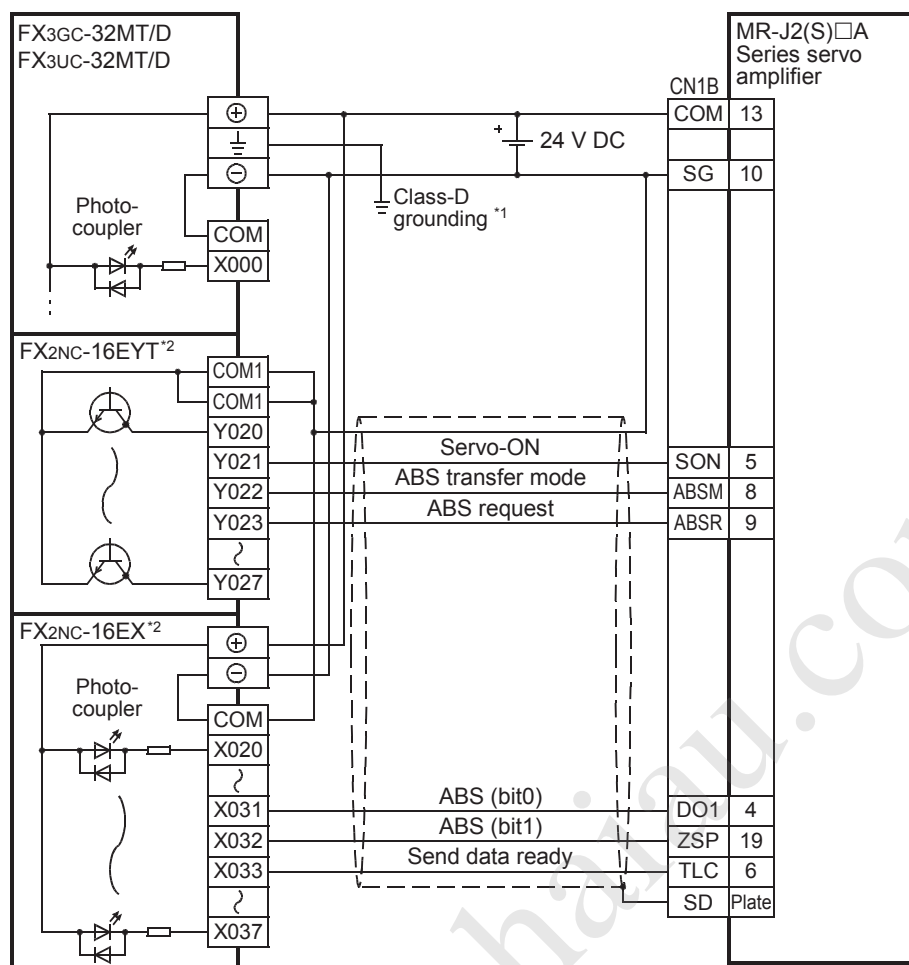 FX3GC-32MT/D
FX3UC-32MT/D
MR-J2(S)□A
Series servo
amplifier
CN1B
⊕
COM 13
+
24 V DC
⊖
SG 10
Class-D
grounding *1
Photo-
coupler
COM
X000
FX2NC-16EYT*2
COM1
COM1
Y020
Y021
Servo-ON
SON 5
Y022
ABS transfer mode
ABSM 8
Y023
ABS request
ABSR 9
Y027
FX2NC-16EX*2
⊕
⊖
Photo-
coupler
COM
X020
X031
ABS (bit0)
DO1 4
X032
ABS (bit1)
ZSP 19
X033
Send data ready
TLC 6
SD Plate
X037